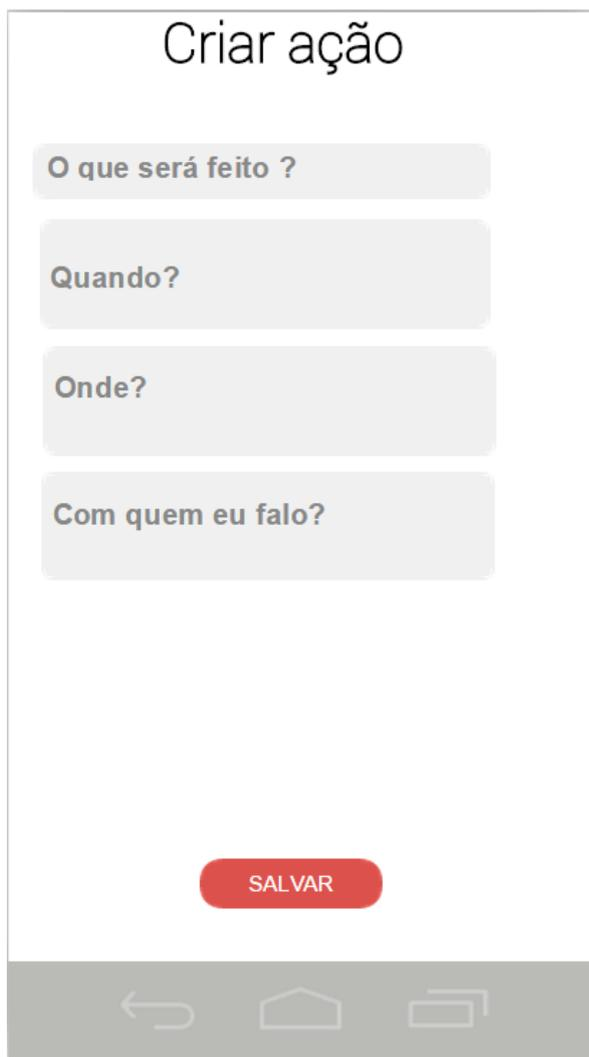 Criar ação
O que será feito ?
Quando?
Onde?
Com quem eu falo?
SALVAR